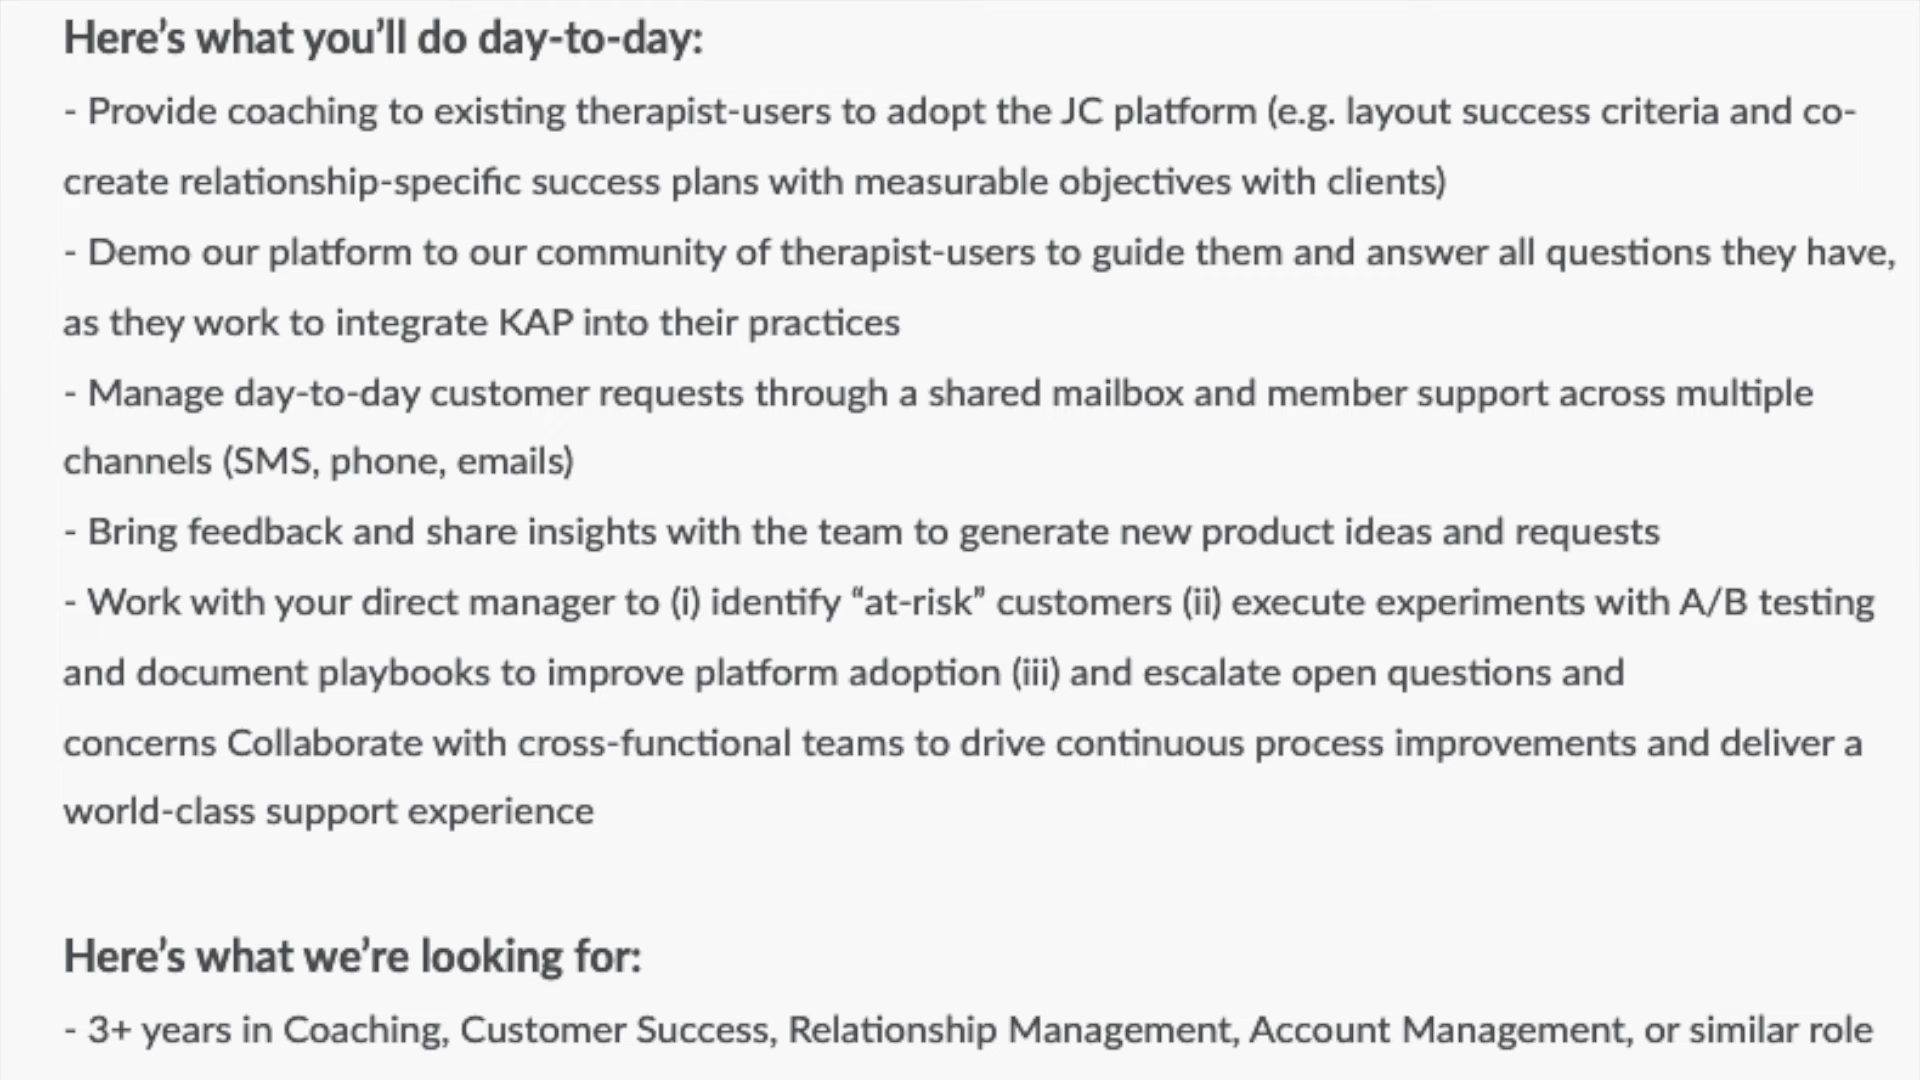 Here’s what you’ll do day-to-day:
- Provide coaching to existing therapist-users to adopt the JC platform (e.g. layout success criteria and co-
create relationship-specific success plans with measurable objectives with clients)
- Demo our platform to our community of therapist-users to guide them and answer all questions they have,
as they work to integrate KAP into their practices
- Manage day-to-day customer requests through a shared mailbox and member support across multiple
channels (SMS, phone, emails)
- Bring feedback and share insights with the team to generate new product ideas and requests
- Work with your direct manager to (i) identify “at-risk” customers (ii) execute experiments with A/B testing
and document playbooks to improve platform adoption (iii) and escalate open questions and
concerns Collaborate with cross-functional teams to drive continuous process improvements and deliver a
world-class support experience
Here’s what we’re looking for:
- 3+ years in Coaching, Customer Success, Relationship Management, Account Management, or similar role